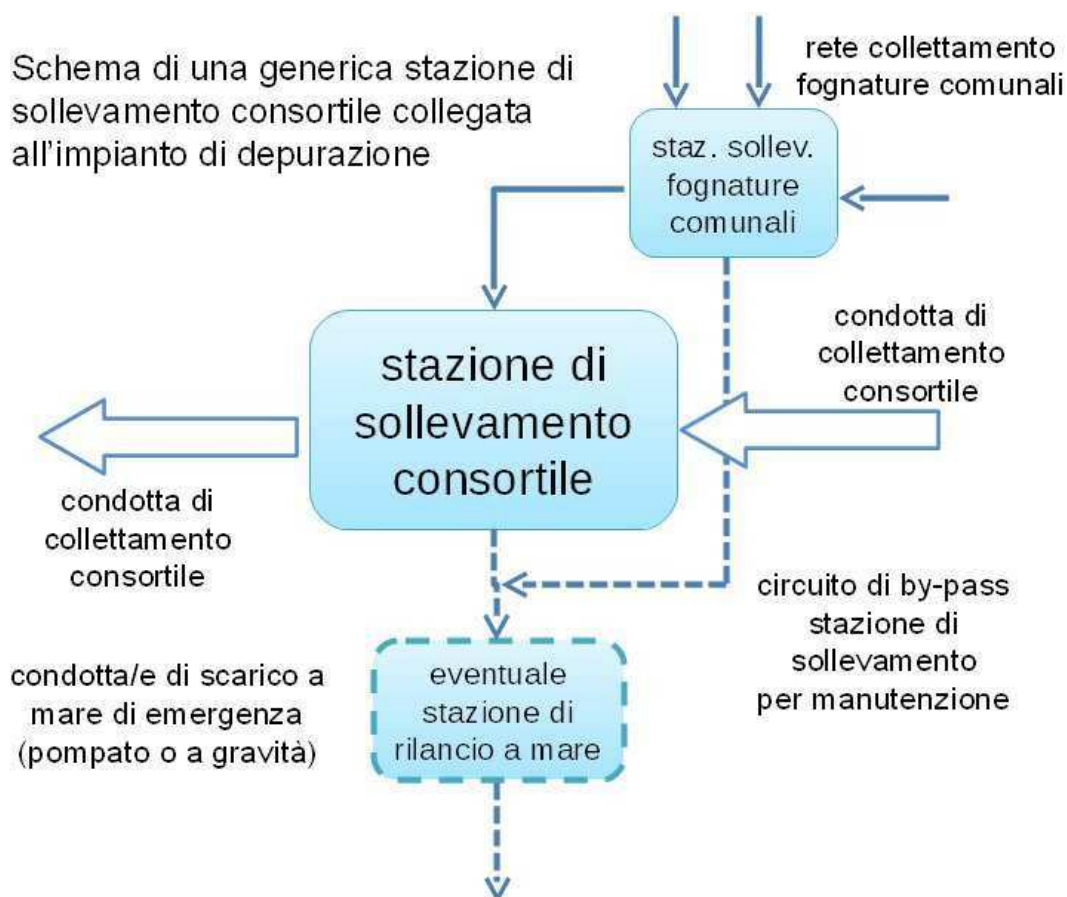 Schema di una generica stazione di
sollevamento consortile collegata
all'impianto di depurazione
rete collettamento
fognature comunali
staz. sollev.
fognature
comunali
stazione di
sollevamento
consortile
condotta di
collettamento
consortile
condotta di
collettamento
consortile
circuito di by-pass
stazione di
sollevamento
per manutenzione
condotta/e di scarico a
mare di emergenza
(pompato o a gravità)
eventuale
stazione di
rilancio a mare